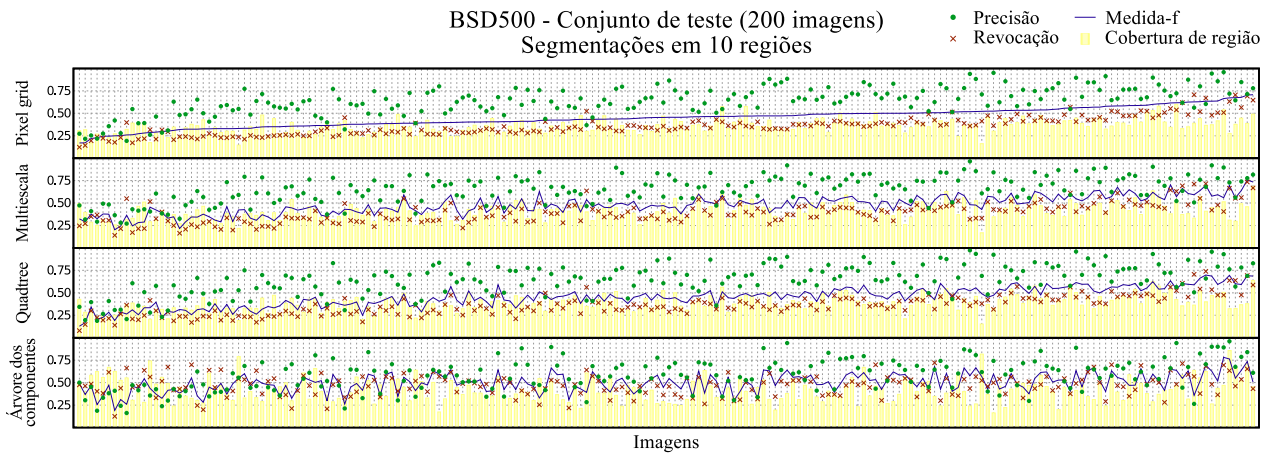 BSD500 - Conjunto de teste (200 imagens)
Segmentações em 10 regiões
Precisão
Medida-f
Revocação
Cobertura de região
Pixel grid
0.75
0.50
0.25
Multiescala
0.75
0.50
0.25
Quadtree
0.75
0.50
0.25
Árvore dos
componentes
0.75
0.50
0.25
Imagens